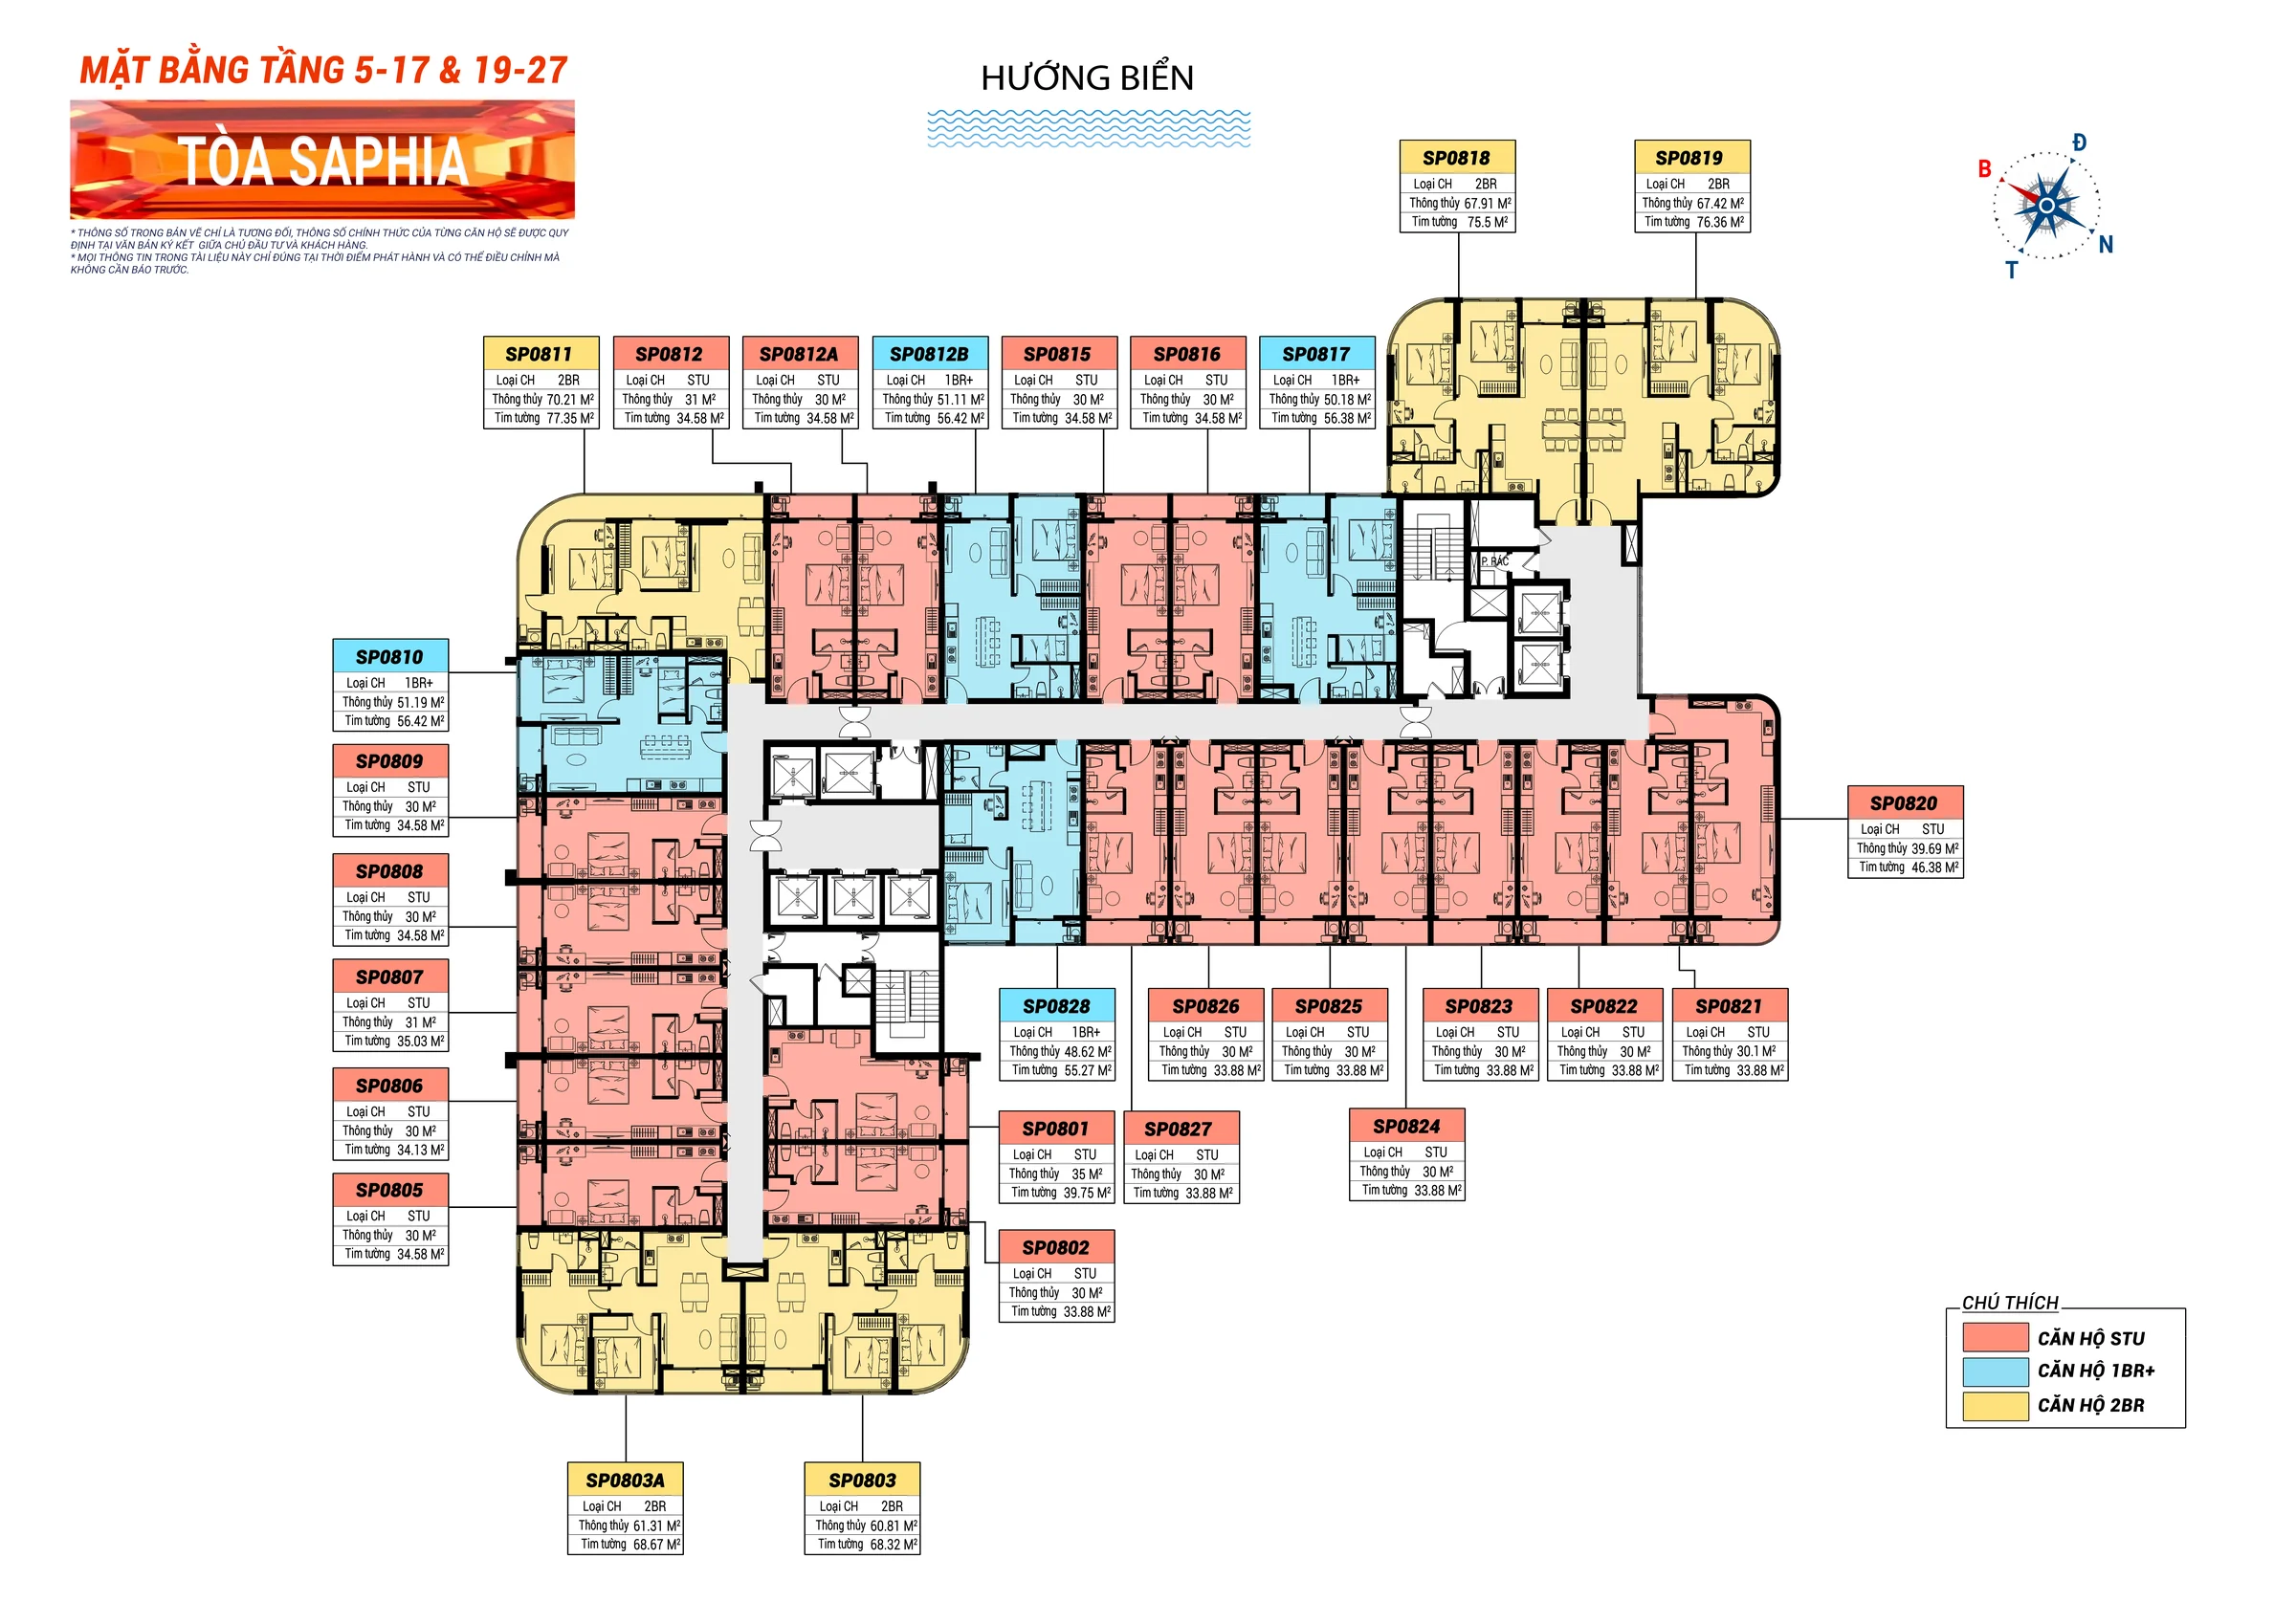 MẶT BẰNG TẦNG 5-17 & 19-27
TÒA SAPHIA
* THÔNG SỐ TRONG BẢN VẼ CHỈ LÀ TƯƠNG ĐỐI, THÔNG SỐ CHÍNH THỨC CỦA TỪNG CĂN HỘ SẼ ĐƯỢC QUY
ĐỊNH TẠI VĂN BẢN KÝ KẾT GIỮA CHỦ ĐẦU TƯ VÀ KHÁCH HÀNG.
* MỌI THÔNG TIN TRONG TÀI LIỆU NÀY CHỈ ĐÚNG TẠI THỜI ĐIỂM PHÁT HÀNH VÀ CÓ THỂ ĐIỀU CHỈNH MÀ
KHÔNG CẦN BÁO TRƯỚC.
HƯỚNG BIỂN
Đ
B
N
T
SP0818
Loại CH 2BR
Thông thủy 67.91 M²
Tim tường 75.5 M²
SP0819
Loại CH 2BR
Thông thủy 67.42 M²
Tim tường 76.36 M²
SP0811
Loại CH 2BR
Thông thủy 70.21 M²
Tim tường 77.35 M²
SP0812
Loại CH STU
Thông thủy 31 M²
Tim tường 34.58 M²
SP0812A
Loại CH STU
Thông thủy 30 M²
Tim tường 34.58 M²
SP0812B
Loại CH 1BR+
Thông thủy 51.11 M²
Tim tường 56.42 M²
SP0815
Loại CH STU
Thông thủy 30 M²
Tim tường 34.58 M²
SP0816
Loại CH STU
Thông thủy 30 M²
Tim tường 34.58 M²
SP0817
Loại CH 1BR+
Thông thủy 50.18 M²
Tim tường 56.38 M²
P. RÁC
SP0810
Loại CH 1BR+
Thông thủy 51.19 M²
Tim tường 56.42 M²
SP0809
Loại CH STU
Thông thủy 30 M²
Tim tường 34.58 M²
SP0808
Loại CH STU
Thông thủy 30 M²
Tim tường 34.58 M²
SP0807
Loại CH STU
Thông thủy 31 M²
Tim tường 35.03 M²
SP0806
Loại CH STU
Thông thủy 30 M²
Tim tường 34.13 M²
SP0805
Loại CH STU
Thông thủy 30 M²
Tim tường 34.58 M²
SP0820
Loại CH STU
Thông thủy 39.69 M²
Tim tường 46.38 M²
SP0828
Loại CH 1BR+
Thông thủy 48.62 M²
Tim tường 55.27 M²
SP0826
Loại CH STU
Thông thủy 30 M²
Tim tường 33.88 M²
SP0825
Loại CH STU
Thông thủy 30 M²
Tim tường 33.88 M²
SP0823
Loại CH STU
Thông thủy 30 M²
Tim tường 33.88 M²
SP0822
Loại CH STU
Thông thủy 30 M²
Tim tường 33.88 M²
SP0821
Loại CH STU
Thông thủy 30.1 M²
Tim tường 33.88 M²
SP0801
Loại CH STU
Thông thủy 35 M²
Tim tường 39.75 M²
SP0827
Loại CH STU
Thông thủy 30 M²
Tim tường 33.88 M²
SP0824
Loại CH STU
Thông thủy 30 M²
Tim tường 33.88 M²
SP0802
Loại CH STU
Thông thủy 30 M²
Tim tường 33.88 M²
SP0803A
Loại CH 2BR
Thông thủy 61.31 M²
Tim tường 68.67 M²
SP0803
Loại CH 2BR
Thông thủy 60.81 M²
Tim tường 68.32 M²
CHÚ THÍCH
CĂN HỘ STU
CĂN HỘ 1BR+
CĂN HỘ 2BR